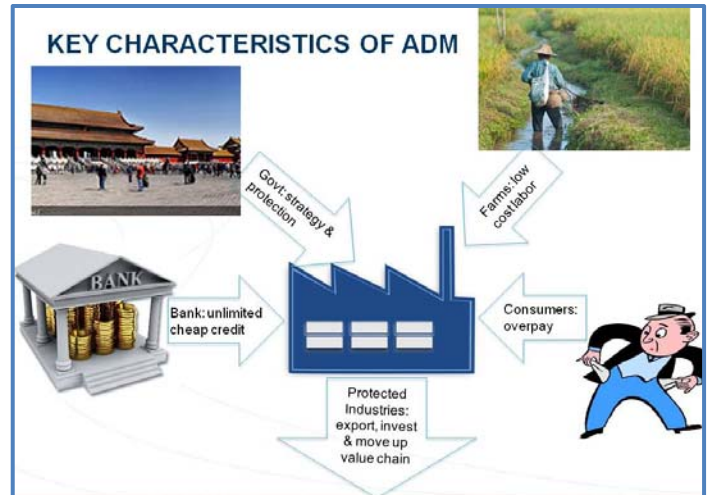 KEY CHARACTERISTICS OF ADM
Govt: strategy &
protection
Farms: low
cost labor
BANK
Bank: unlimited
cheap credit
Consumers:
overpay
Protected
Industries:
export, invest
& move up
value chain